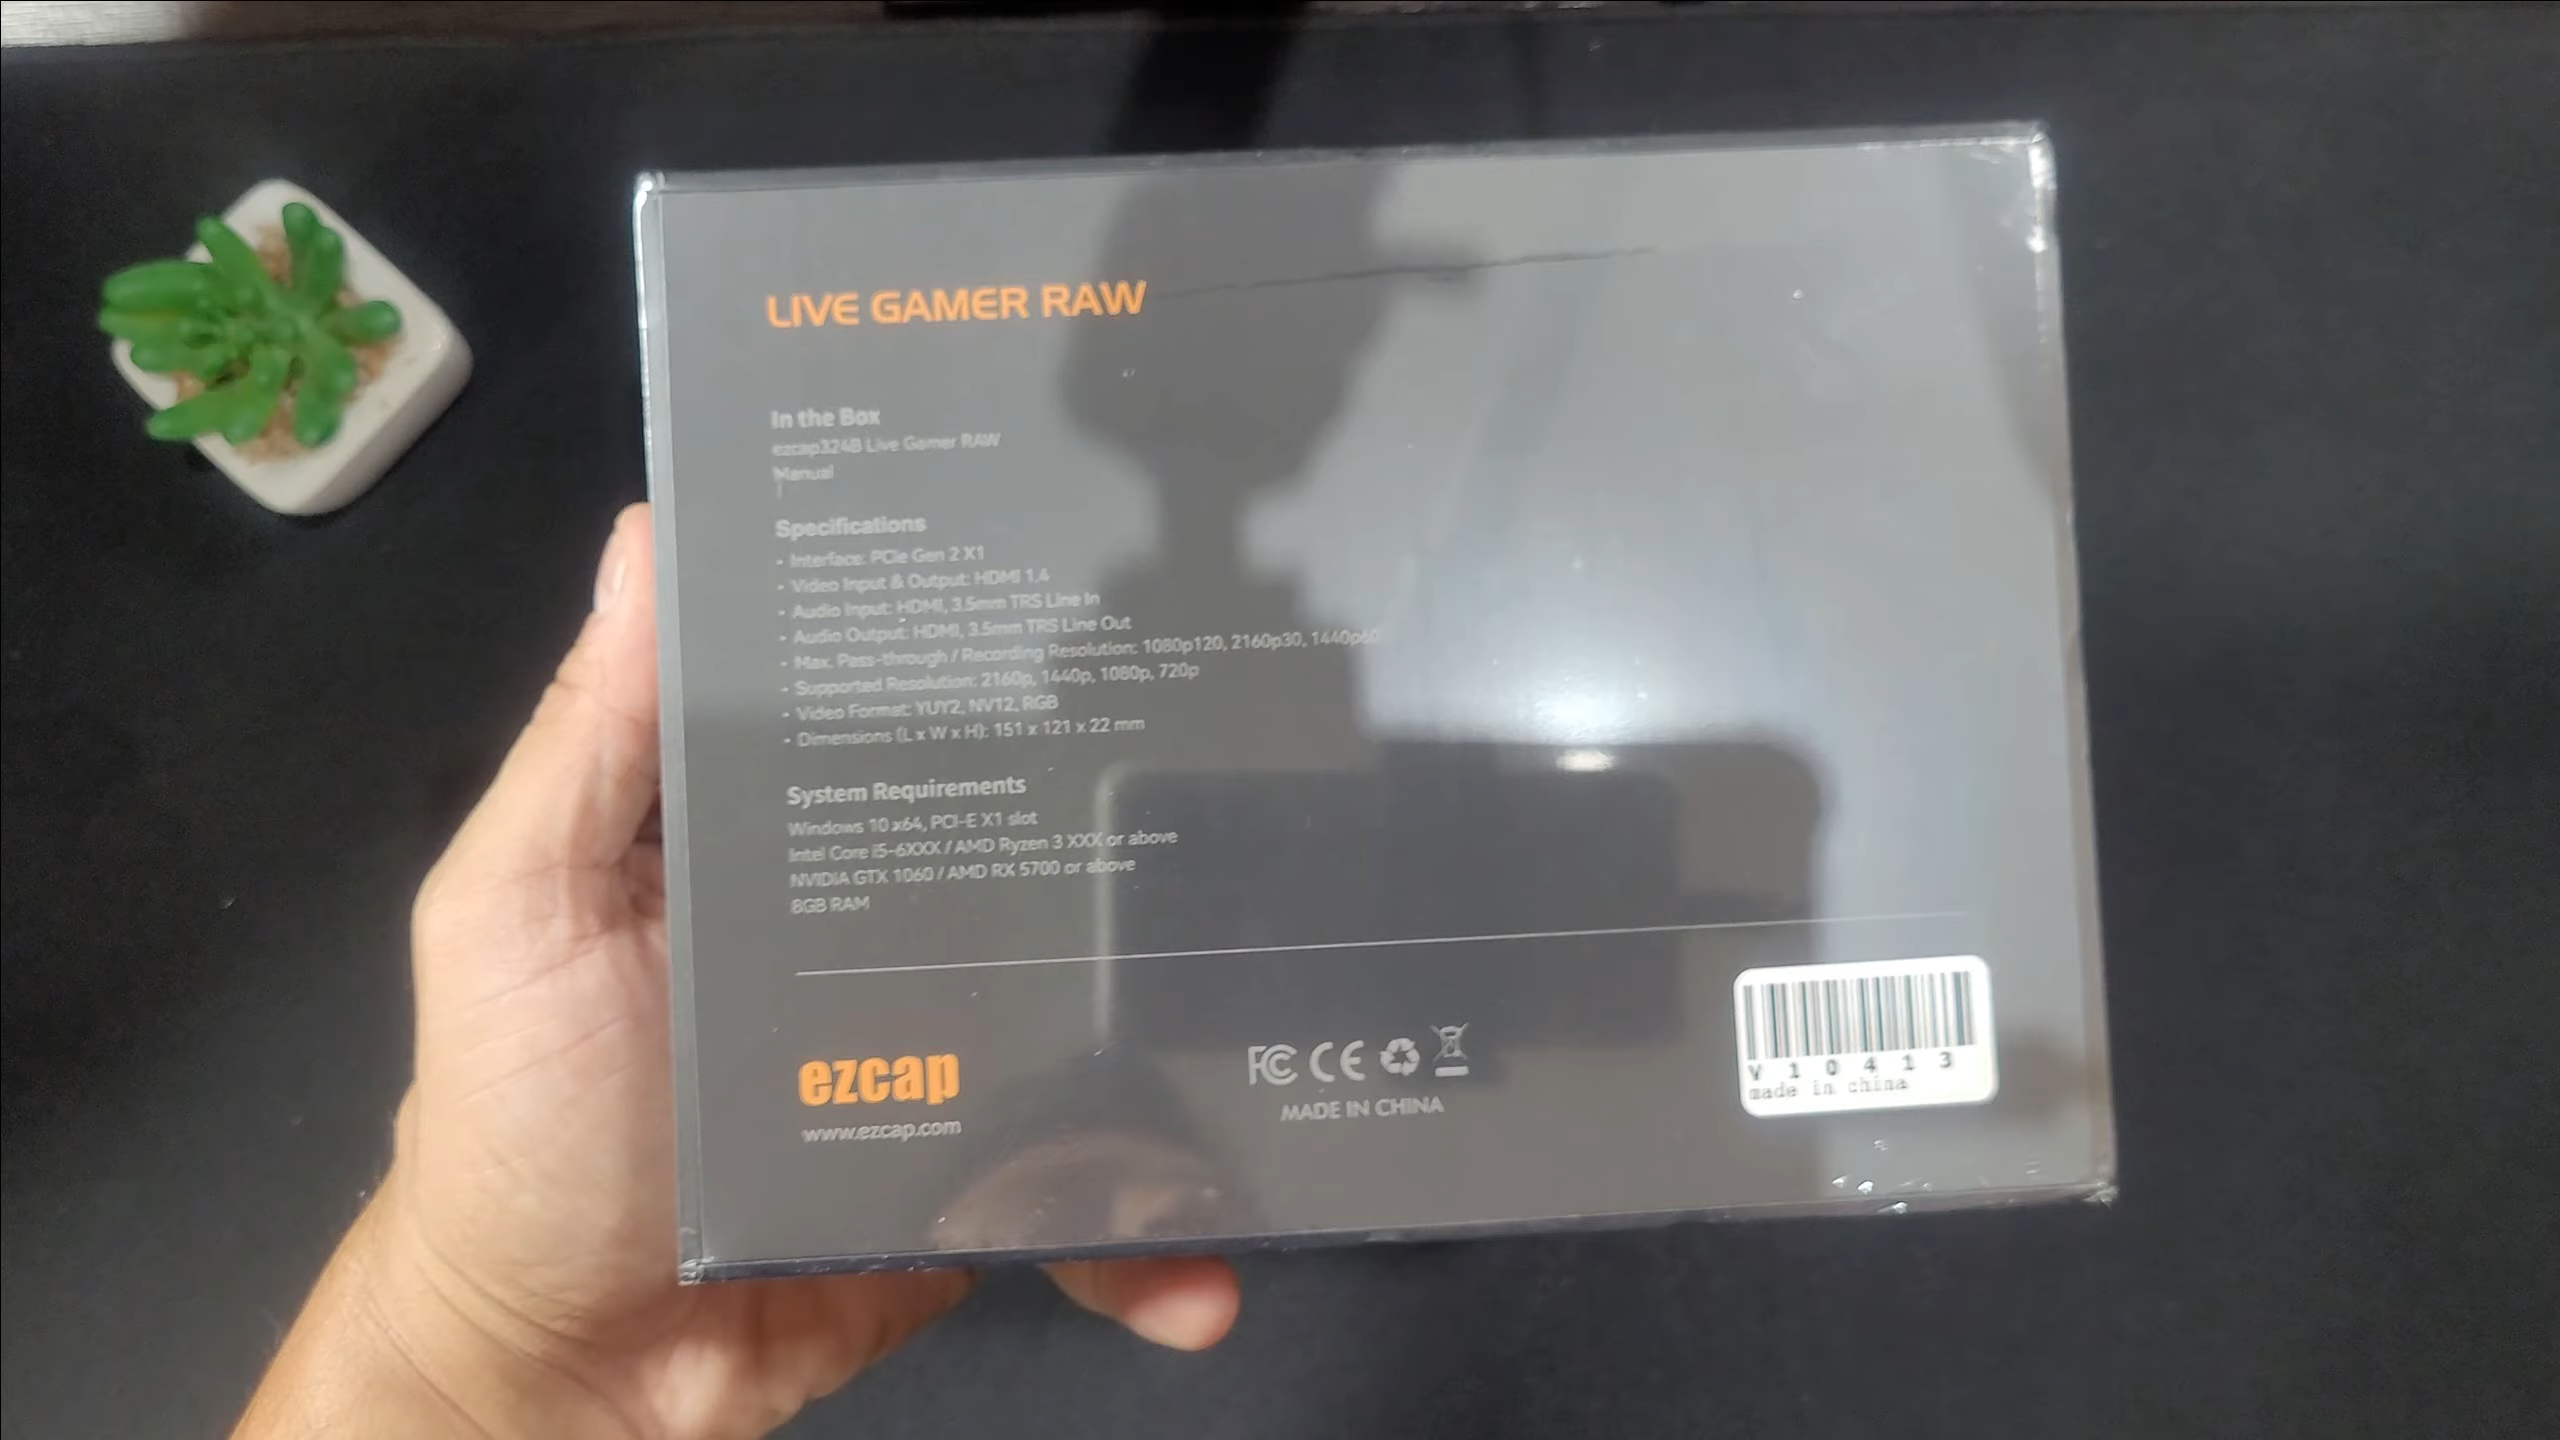 LIVE GAMER RAW
In the Box
ezcap324B Live Gamer RAW
Manual
Specifications
• Interface: PCIe Gen 2 X1
• Video Input & Output: HDMI 1.4
• Audio Input: HDMI, 3.5mm TRS Line In
• Audio Output: HDMI, 3.5mm TRS Line Out
• Max. Pass-through / Recording Resolution: 1080p120, 2160p30, 1440p60
• Supported Resolution: 2160p, 1440p, 1080p, 720p
• Video Format: YUY2, NV12, RGB
• Dimensions (L x W x H): 151 x 121 x 22 mm
System Requirements
Windows 10 x64, PCI-E X1 slot
Intel Core i5-6XXX / AMD Ryzen 3 XXX or above
NVIDIA GTX 1060 / AMD RX 5700 or above
8GB RAM
ezcap
www.ezcap.com
FC CE
MADE IN CHINA
V10413
made in china